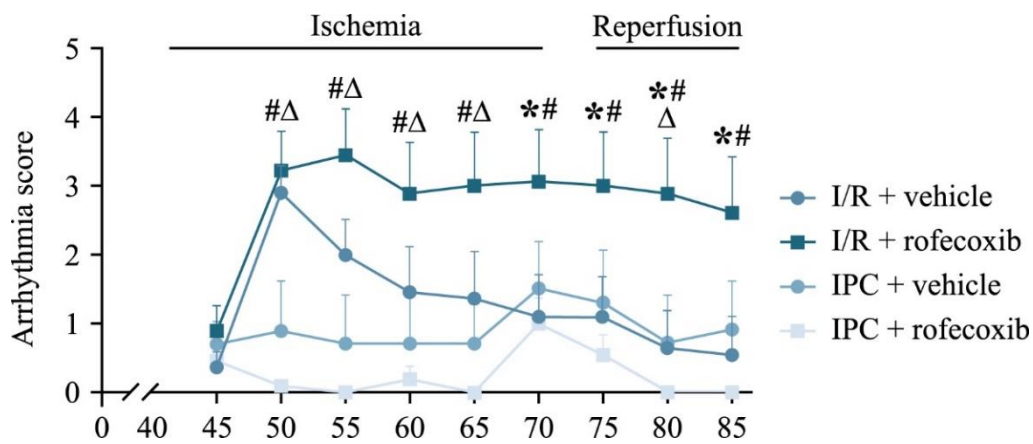 Ischemia
Reperfusion
Arrhythmia score
5
4
3
2
1
0
#Δ
#Δ
#Δ
#Δ
*#
*#
*#
Δ
*#
I/R + vehicle
I/R + rofecoxib
IPC + vehicle
IPC + rofecoxib
0 40 45 50 55 60 65 70 75 80 85